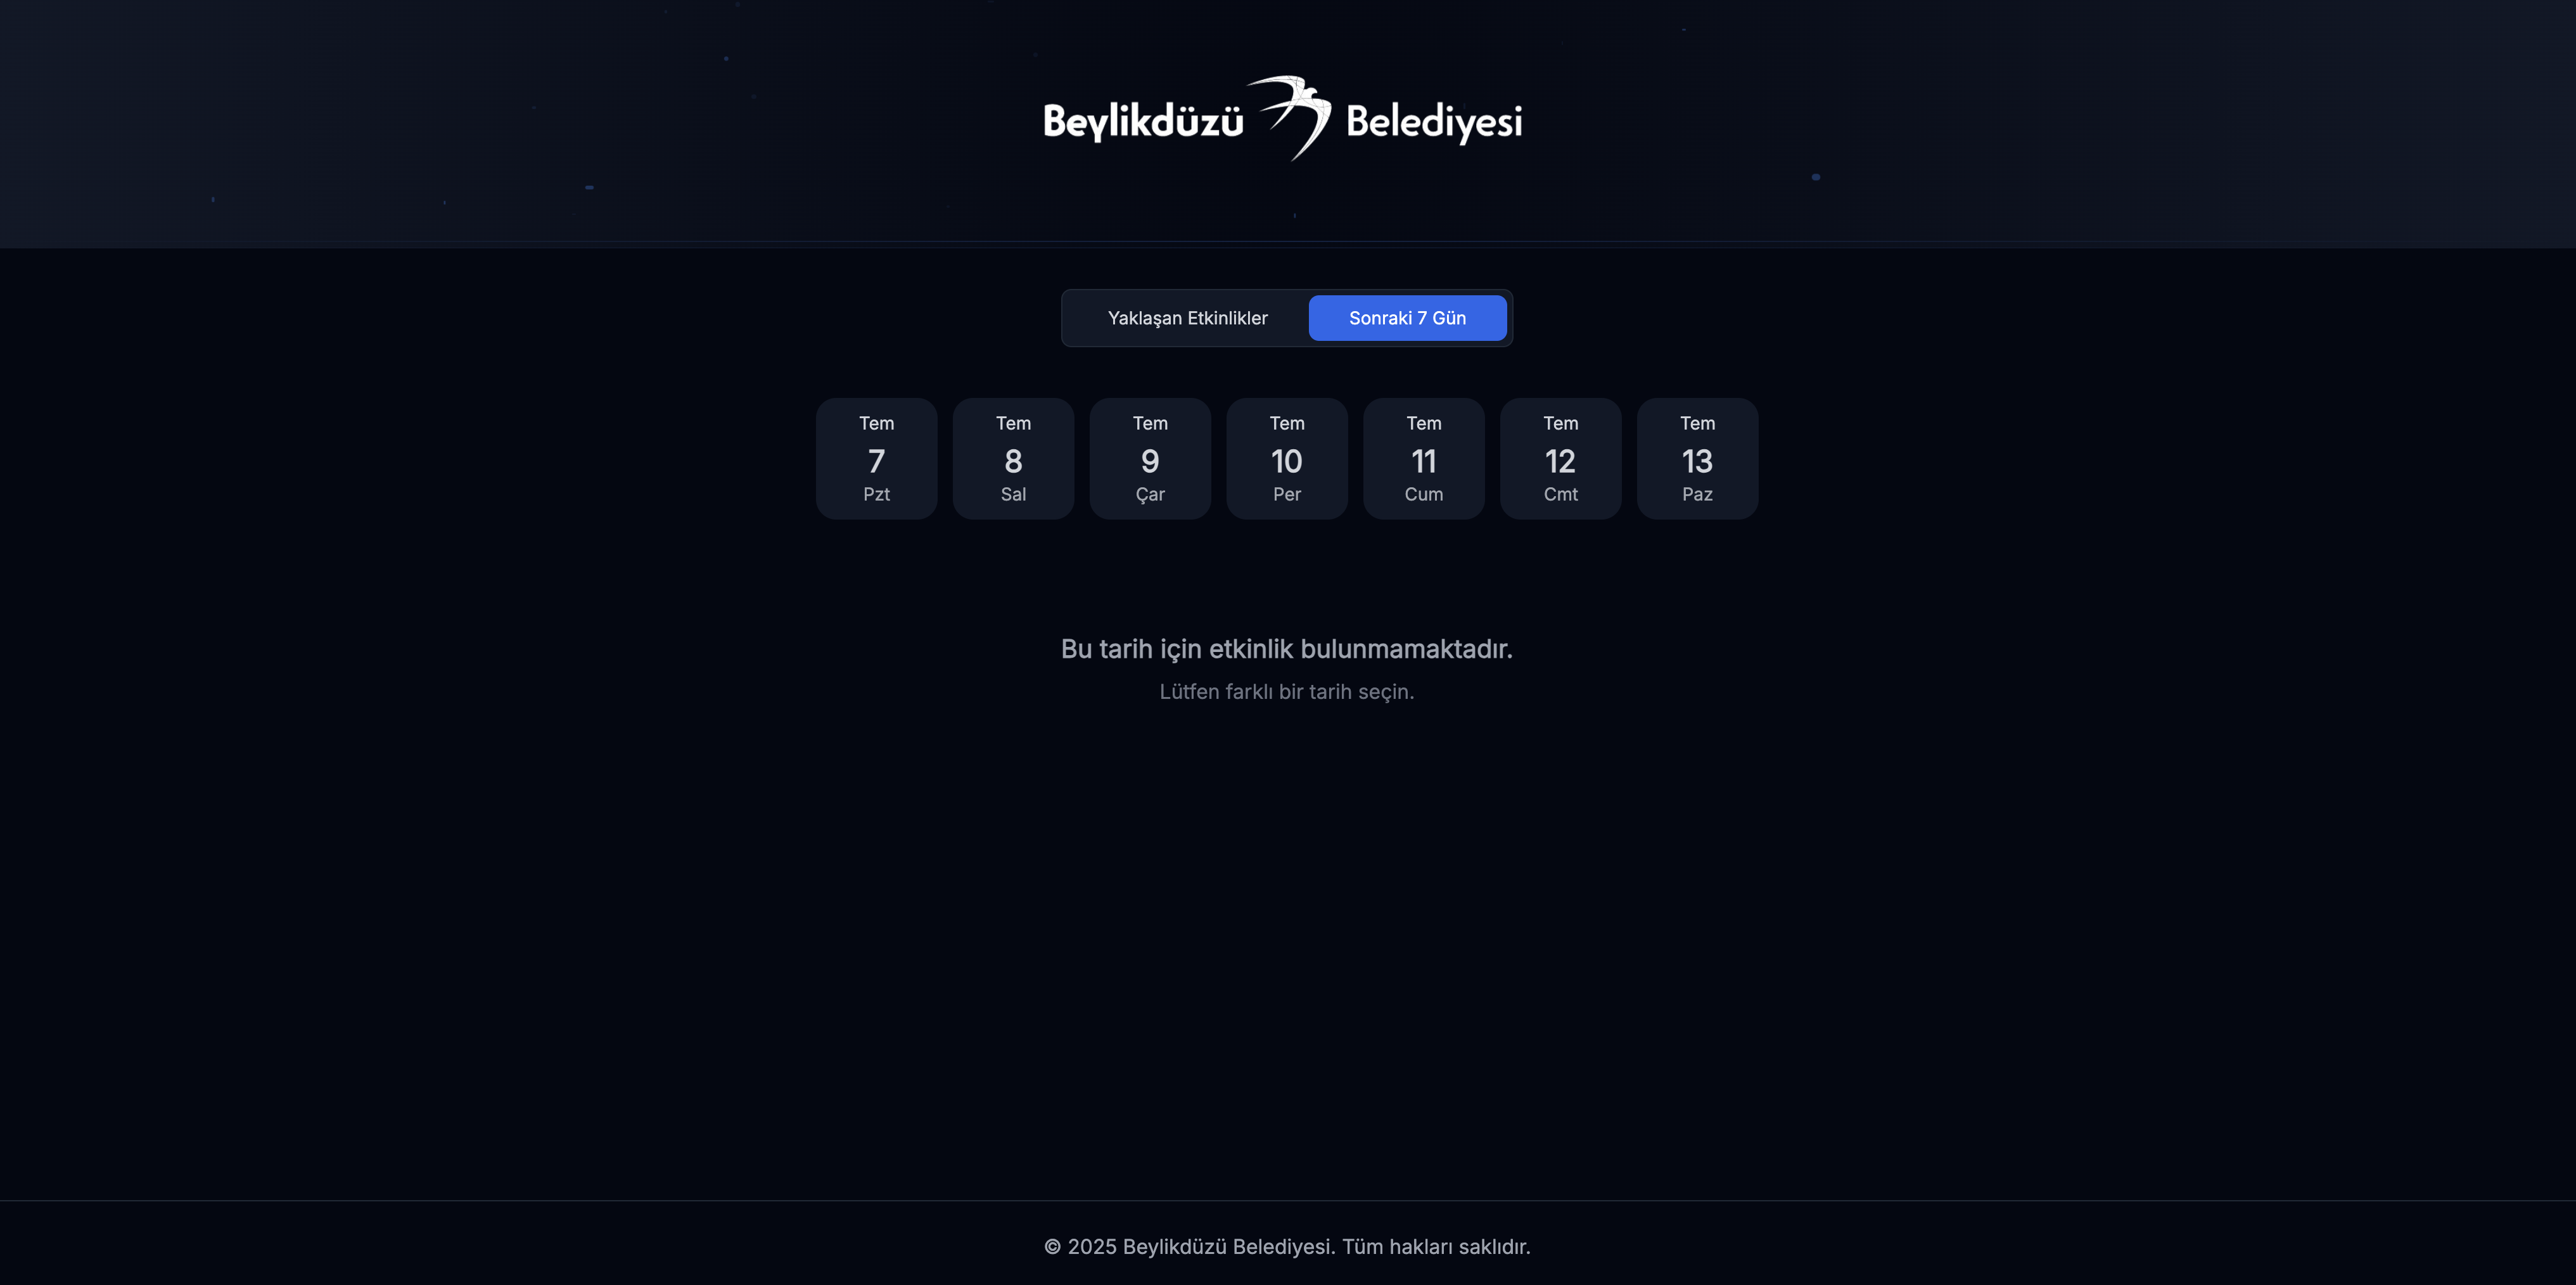 Beylikdüzü Belediyesi
Yaklaşan Etkinlikler
Sonraki 7 Gün
Tem
7
Pzt
Tem
8
Sal
Tem
9
Çar
Tem
10
Per
Tem
11
Cum
Tem
12
Cmt
Tem
13
Paz
Bu tarih için etkinlik bulunmamaktadır.
Lütfen farklı bir tarih seçin.
© 2025 Beylikdüzü Belediyesi. Tüm hakları saklıdır.